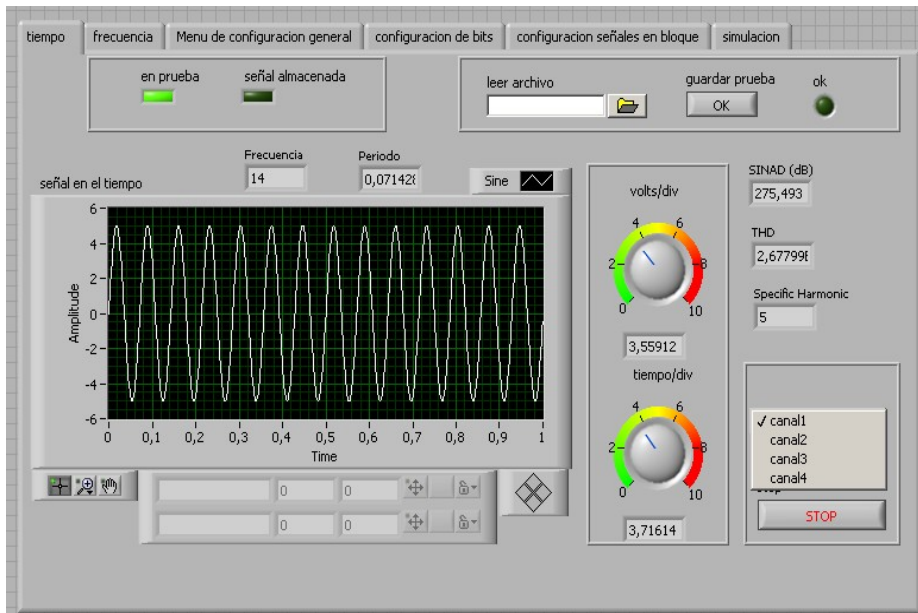 tiempo
frecuencia
Menu de configuracion general
configuracion de bits
configuracion señales en bloque
simulacion
en prueba
señal almacenada
leer archivo
guardar prueba
OK
ok
señal en el tiempo
Frecuencia
14
Periodo
0,071428
Sine
6
4
2
0
-2
-4
-6
Amplitude
0
0,1
0,2
0,3
0,4
0,5
0,6
0,7
0,8
0,9
1
Time
0
0
0
0
volts/div
0
2
4
6
8
10
3,55912
tiempo/div
0
2
4
6
8
10
3,71614
SINAD (dB)
275,493
THD
2,67799
Specific Harmonic
5
✓ canal1
canal2
canal3
canal4
STOP